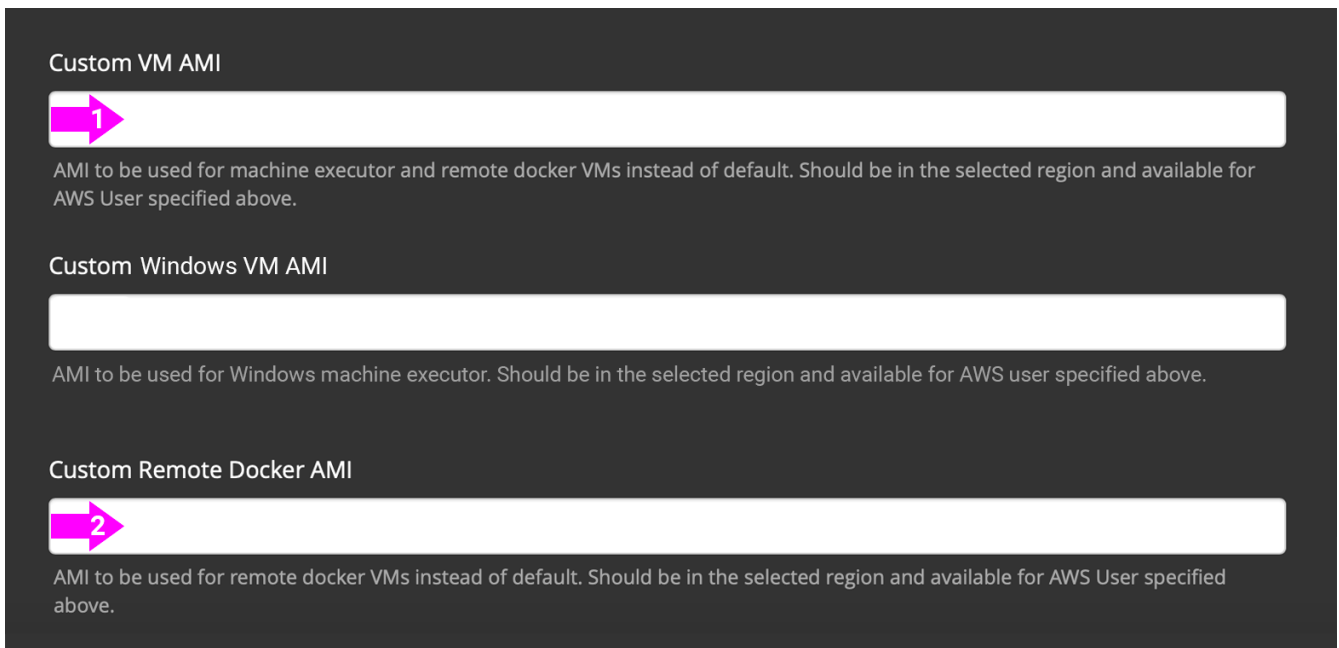 Custom VM AMI
1
AMI to be used for machine executor and remote docker VMs instead of default. Should be in the selected region and available for
AWS User specified above.
Custom Windows VM AMI
AMI to be used for Windows machine executor. Should be in the selected region and available for AWS user specified above.
Custom Remote Docker AMI
2
AMI to be used for remote docker VMs instead of default. Should be in the selected region and available for AWS User specified
above.